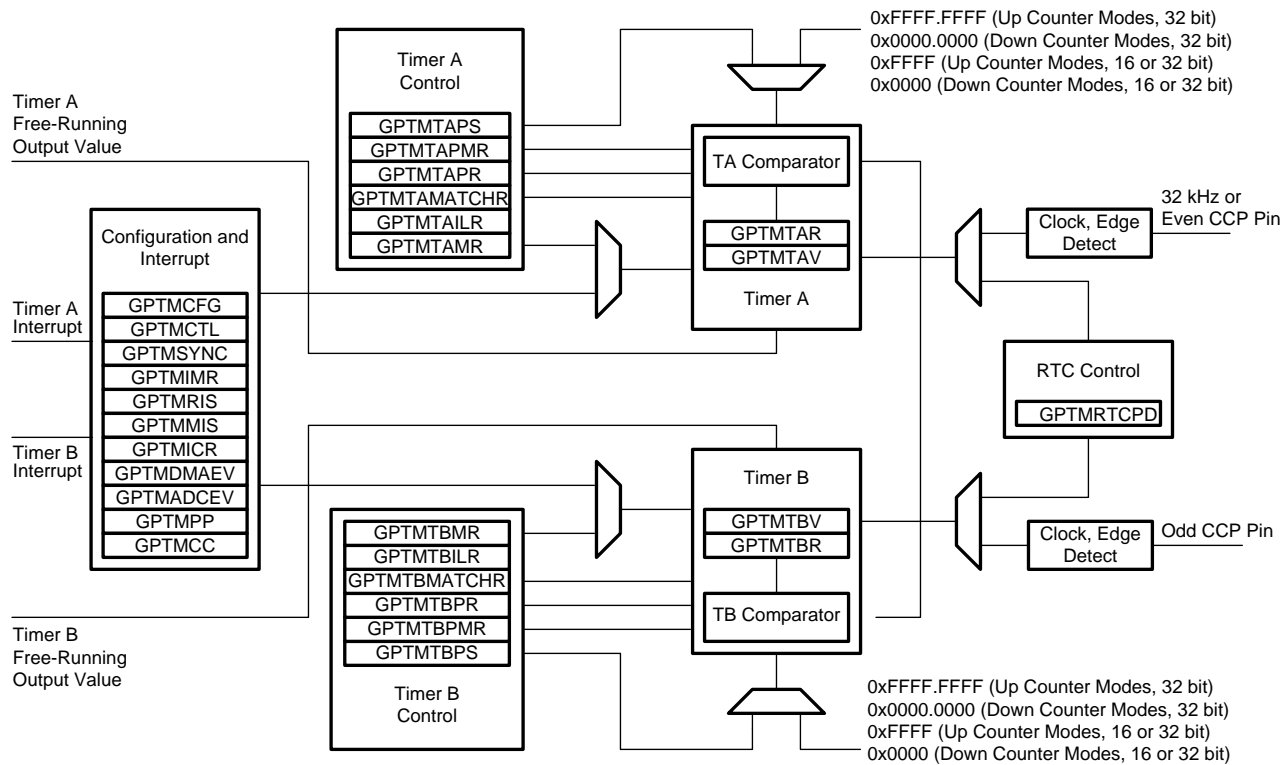 0xFFFF.FFFF (Up Counter Modes, 32 bit)
0x0000.0000 (Down Counter Modes, 32 bit)
0xFFFF (Up Counter Modes, 16 or 32 bit)
0x0000 (Down Counter Modes, 16 or 32 bit)
Timer A
Control
GPTMTAPS
GPTMTAPMR
GPTMTAPR
GPTMTAMATCHR
GPTMTAILR
GPTMTAMR
Timer A
Free-Running
Output Value
TA Comparator
GPTMTAR
GPTMTAV
Timer A
Clock, Edge
Detect
32 kHz or
Even CCP Pin
Configuration and
Interrupt
GPTMCFG
GPTMCTL
GPTMSYNC
GPTMIMR
GPTMRIS
GPTMMIS
GPTMICR
GPTMDMAEV
GPTMADCEV
GPTMPP
GPTMCC
Timer A
Interrupt
Timer B
Interrupt
RTC Control
GPTMRTCPD
Timer B
GPTMTBV
GPTMTBR
TB Comparator
Clock, Edge
Detect
Odd CCP Pin
GPTMTBMR
GPTMTBILR
GPTMTBMATCHR
GPTMTBPR
GPTMTBPMR
GPTMTBPS
Timer B
Control
Timer B
Free-Running
Output Value
0xFFFF.FFFF (Up Counter Modes, 32 bit)
0x0000.0000 (Down Counter Modes, 32 bit)
0xFFFF (Up Counter Modes, 16 or 32 bit)
0x0000 (Down Counter Modes, 16 or 32 bit)